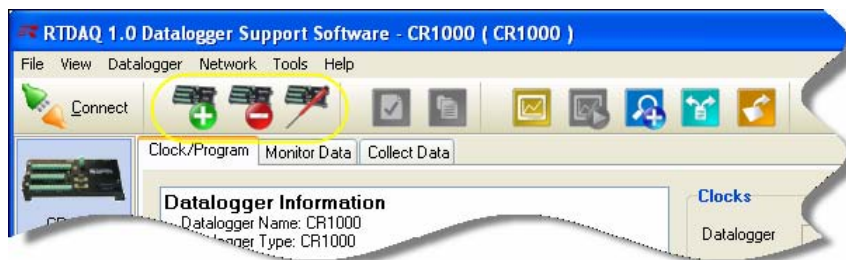 RTDAQ 1.0 Datalogger Support Software - CR1000 ( CR1000 )
File View Datalogger Network Tools Help
Connect
Clock/Program Monitor Data Collect Data
Datalogger Information
Datalogger Name: CR1000
Type: CR1000
Clocks
Datalogger